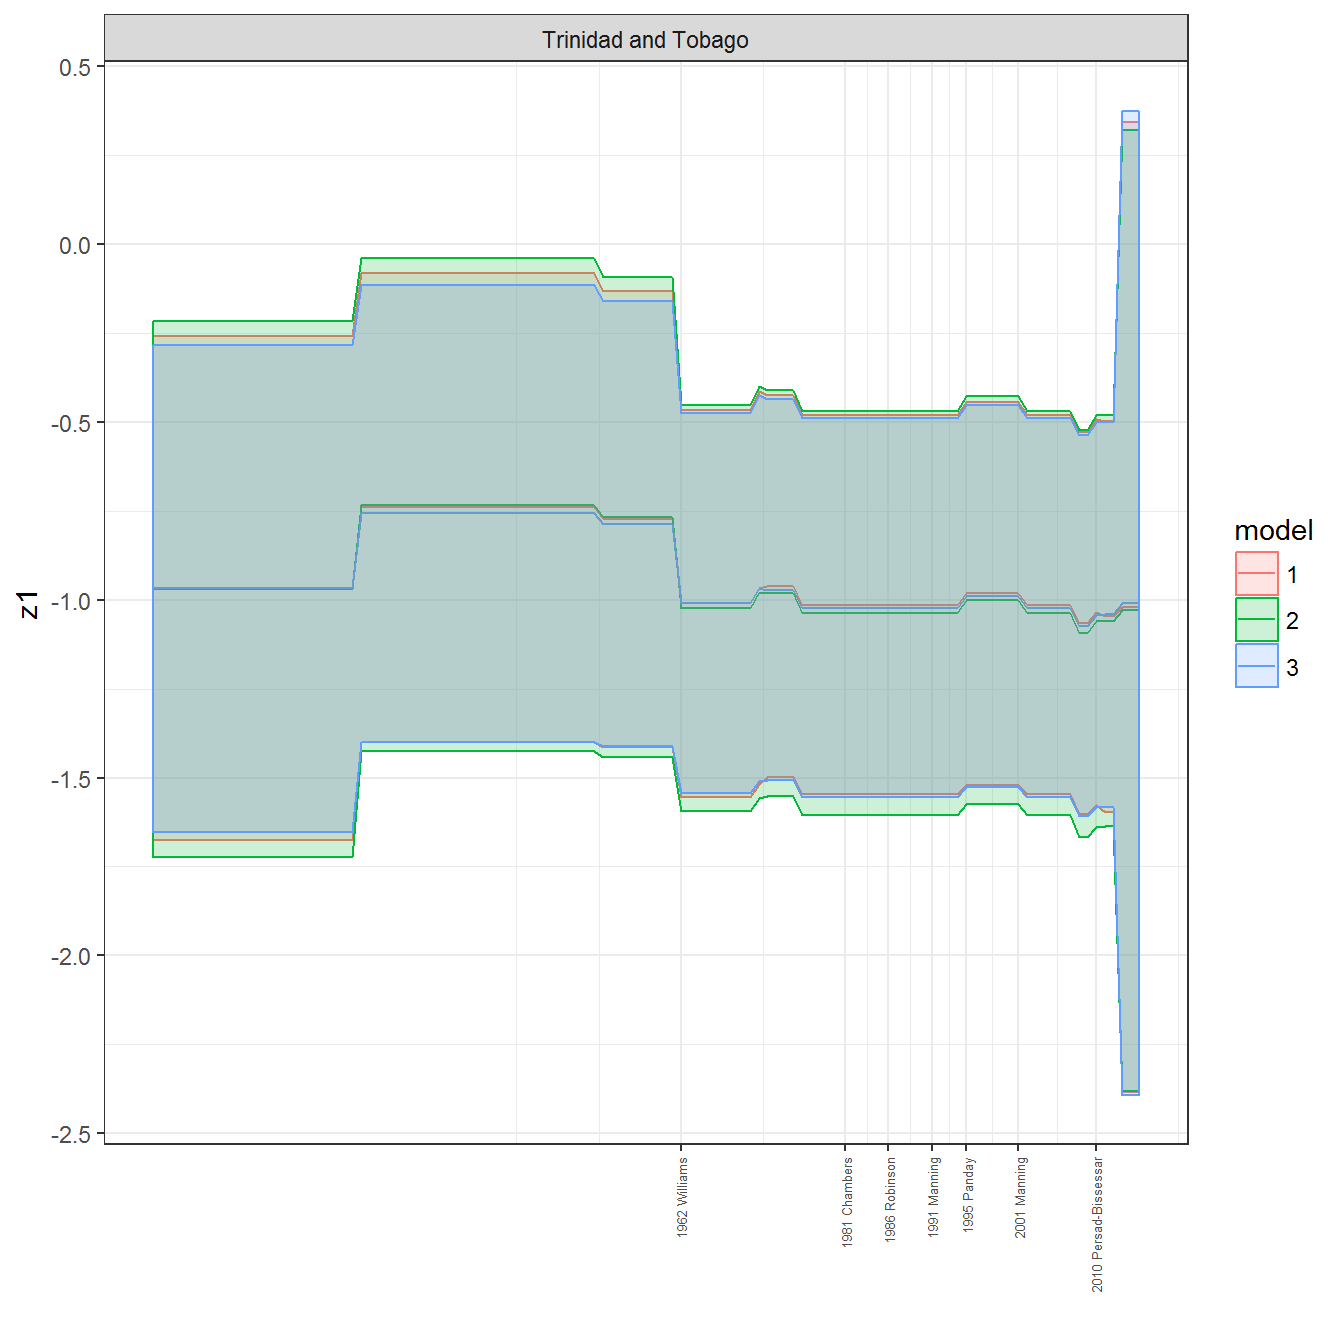 Trinidad and Tobago
0.5
0.0
-0.5
-1.0
-1.5
-2.0
-2.5
z1
1962 Williams
1981 Chambers
1986 Robinson
1991 Manning
1995 Panday
2001 Manning
2010 Persad-Bissessar
model
1
2
3